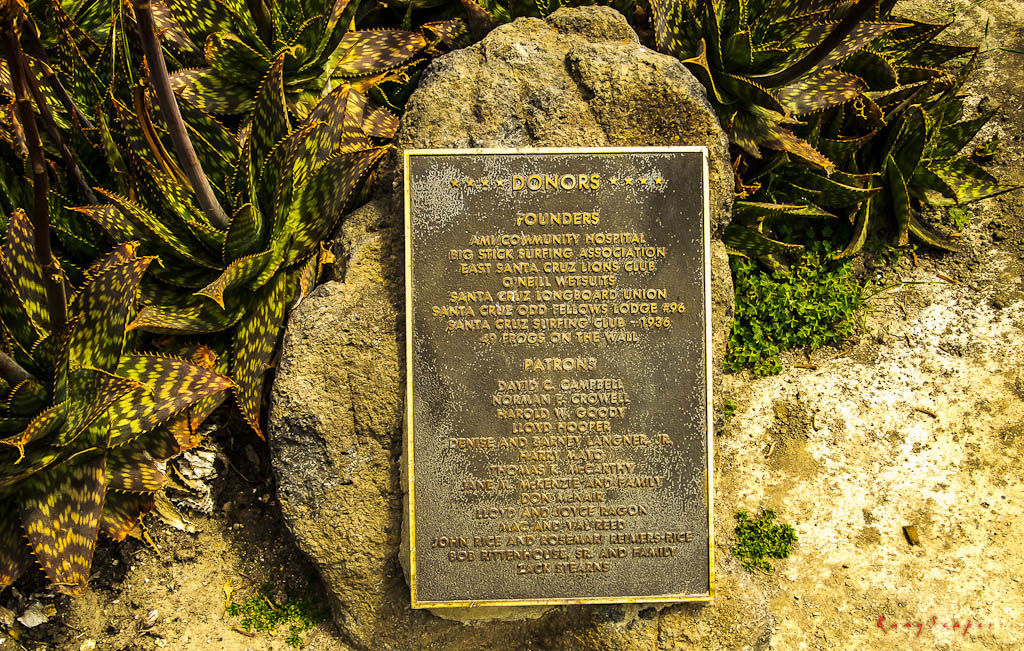 ★★★★ DONORS ★★★★
FOUNDERS
AMI COMMUNITY HOSPITAL
BIG STICK SURFING ASSOCIATION
EAST SANTA CRUZ LIONS CLUB
O'NEILL WETSUITS
SANTA CRUZ LONGBOARD UNION
SANTA CRUE ODD FELLOWS LODGE #96
SANTA CRUZ SURFING CLUB - 1936
49 FROGS ON THE WALL
PATRONS
DAVID C. CAMPBELL
NORMAN P. CROWELL
HAROLD W. GOODY
LLOYD HOOPER
DENISE AND BARNEY LANGNER, JR.
HARRY MAYO
THOMAS K. MCCARTHY
JANE M. MCKENZIE AND FAMILY
DON MCNAIR
LLOYD AND JOYCE RAGON
MAC AND VAL REED
JOHN RICE AND ROSEMARI REIMERS-RICE
BOB RITTENHOUSE, SR. AND FAMILY
ZACK STEARNS